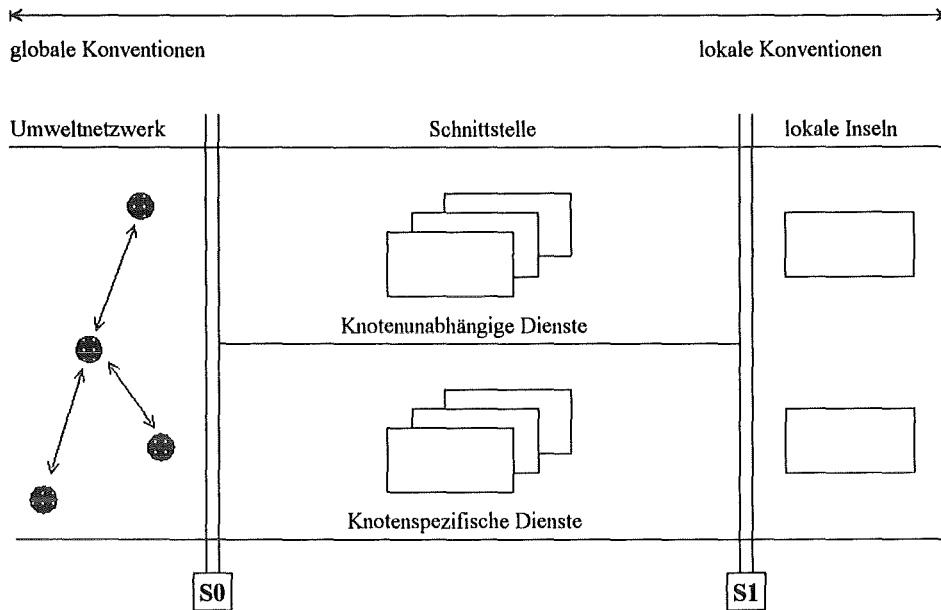 globale Konventionen
lokale Konventionen
Umweltnetzwerk
Schnittstelle
lokale Inseln
Knotenunabhängige Dienste
Knotenspezifische Dienste
S0
S1